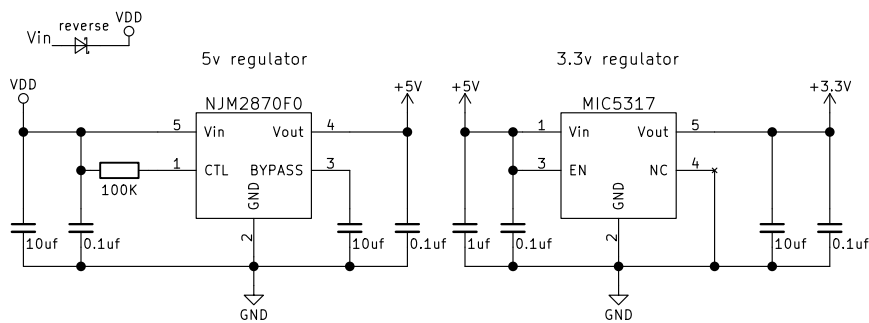 reverse
VDD
Vin
5v regulator
3.3v regulator
VDD
NJM2870F0
+5V
+5V
MIC5317
+3.3V
5 Vin Vout 4
1 Vin Vout 5
1 CTL BYPASS 3
3 EN NC 4
100K
GND
GND
2
2
10uf
0.1uf
10uf
0.1uf
1uf
0.1uf
10uf
0.1uf
GND
GND